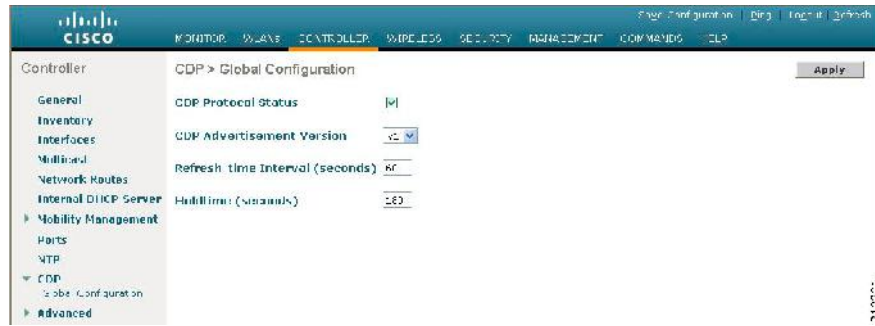 Save Configuration | Ping | Logout | Refresh
CISCO
MONITOR WLANs CONTROLLER WIRELESS SECURITY MANAGEMENT COMMANDS HELP
Controller
CDP > Global Configuration
Apply
General
CDP Protocol Status
Inventory
Interfaces
CDP Advertisement Version
Multicast
Network Routes
Refresh-time Interval (seconds) 60
Internal DHCP Server
Holdtime (seconds) 180
Mobility Management
Ports
NTP
CDP
Global Configuration
Advanced